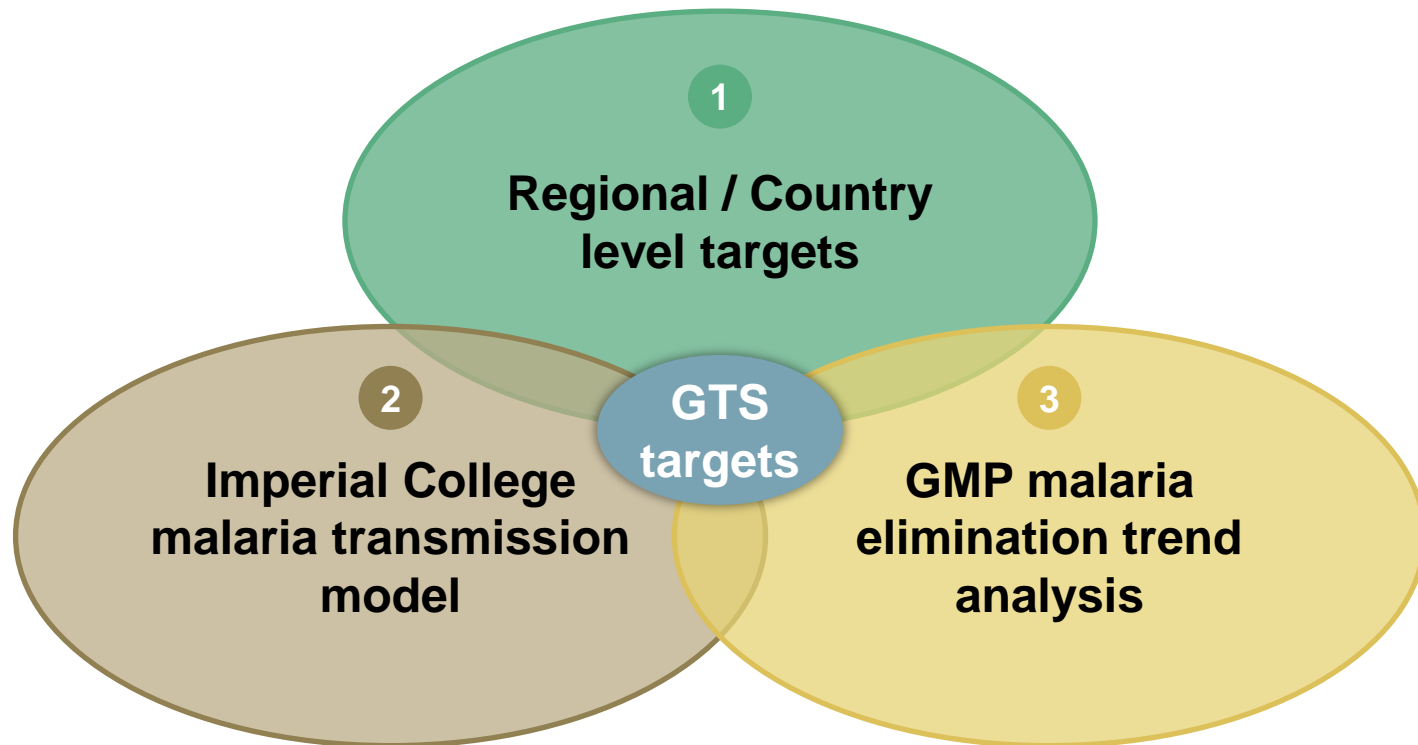 1
Regional / Country
level targets
GTS
targets
2
Imperial College
malaria transmission
model
3
GMP malaria
elimination trend
analysis